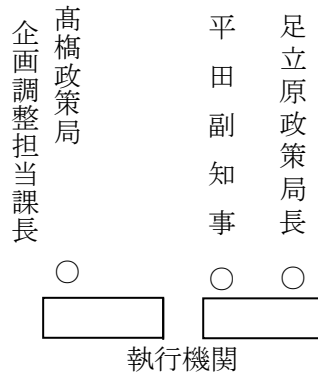 足立原政策局長
平田副知事
髙橋政策局
企画調整担当課長
○
○
○
執行機関